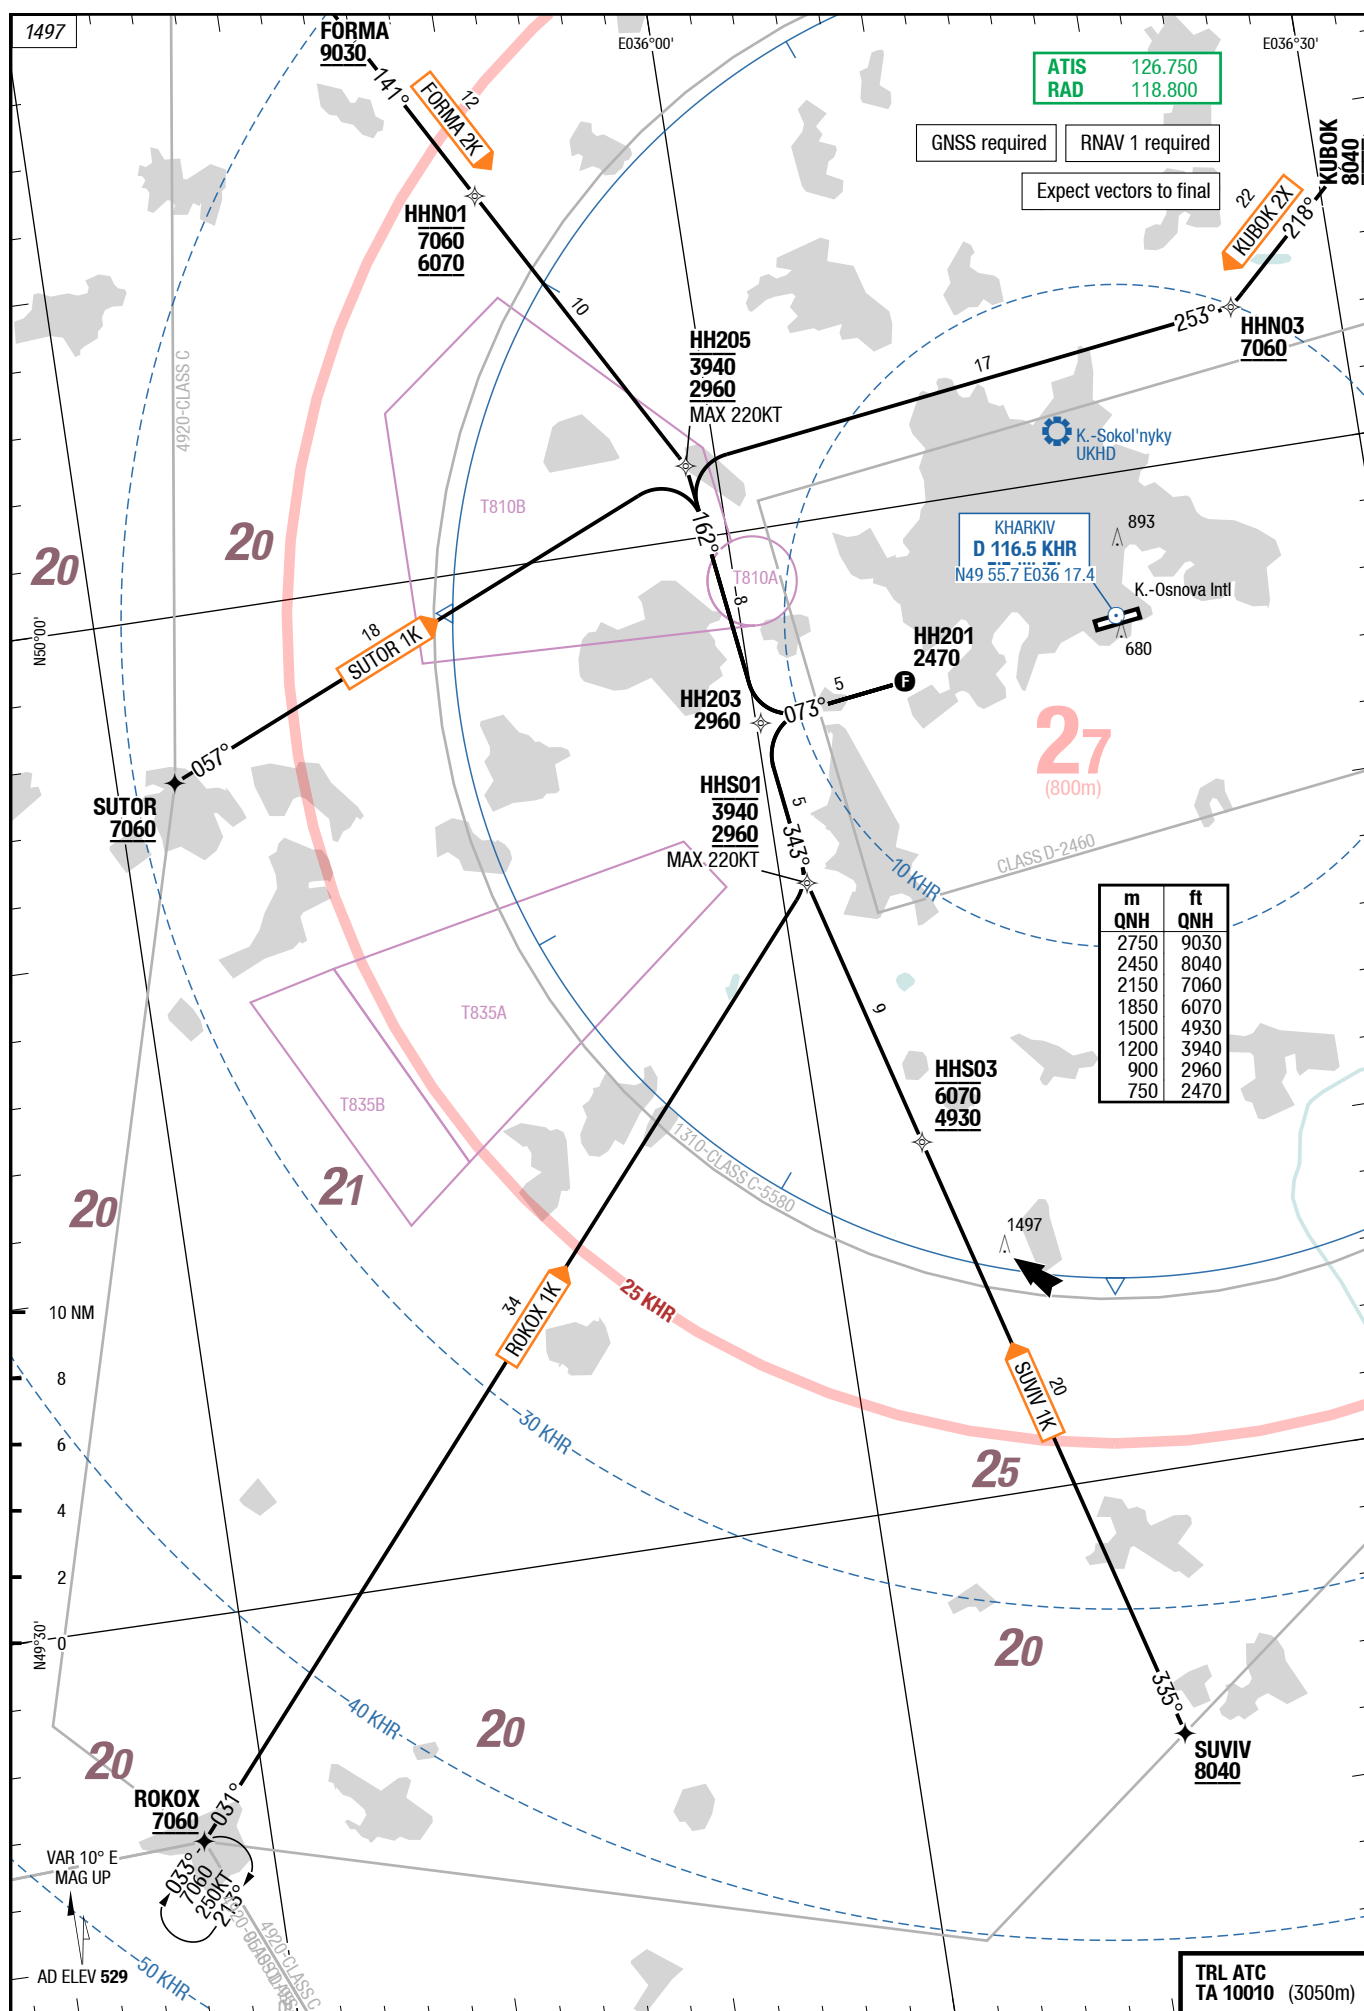 1497
FORMA
9030
E036°00'
E036°30'
ATIS 126.750
RAD 118.800
GNSS required
RNAV 1 required
Expect vectors to final
KUBOK
8040
141°
12
FORMA 2K
22
KUBOK 2X
218°
HHN01
7060
6070
10
253°
HHN03
7060
17
4920-CLASS C
HH205
3940
2960
MAX 220KT
K.-Sokol'nyky
UKHD
T810B
162°
20
20
KHARKIV
D 116.5 KHR
N49 55.7 E036 17.4
893
T810A
8
K.-Osnova Intl
680
N50°00'
18
SUTOR 1K
HH201
2470
5
HH203
2960
073°
27
(800m)
057°
SUTOR
7060
HHS01
3940
2960
MAX 220KT
5
343°
CLASS D-2460
10 KHR
m ft
QNH QNH
2750 9030
2450 8040
2150 7060
1850 6070
1500 4930
1200 3940
900 2960
750 2470
T835A
9
T835B
HHS03
6070
4930
1310-CLASS C-5580
21
20
1497
25 KHR
34
ROKOX 1K
10 NM
8
6
4
2
0
20
SUVIV 1K
30 KHR
25
N49°30'
20
335°
40 KHR
20
20
SUVIV
8040
ROKOX
7060
031°
VAR 10° E
MAG UP
033°
7060
250KT
213°
4920-CLASS C
AD ELEV 529
50 KHR
TRL ATC
TA 10010 (3050m)